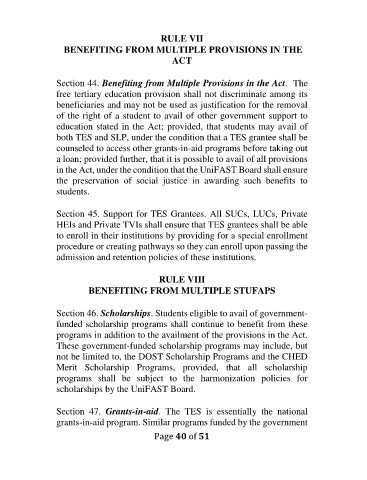 RULE VII
BENEFITING FROM MULTIPLE PROVISIONS IN THE
ACT
Section 44. Benefiting from Multiple Provisions in the Act. The
free tertiary education provision shall not discriminate among its
beneficiaries and may not be used as justification for the removal
of the right of a student to avail of other government support to
education stated in the Act; provided, that students may avail of
both TES and SLP, under the condition that a TES grantee shall be
counseled to access other grants-in-aid programs before taking out
a loan; provided further, that it is possible to avail of all provisions
in the Act, under the condition that the UniFAST Board shall ensure
the preservation of social justice in awarding such benefits to
students.
Section 45. Support for TES Grantees. All SUCs, LUCs, Private
HEIs and Private TVIs shall ensure that TES grantees shall be able
to enroll in their institutions by providing for a special enrollment
procedure or creating pathways so they can enroll upon passing the
admission and retention policies of these institutions.
RULE VIII
BENEFITING FROM MULTIPLE STUFAPS
Section 46. Scholarships. Students eligible to avail of government-
funded scholarship programs shall continue to benefit from these
programs in addition to the availment of the provisions in the Act.
These government-funded scholarship programs may include, but
not be limited to, the DOST Scholarship Programs and the CHED
Merit Scholarship Programs, provided, that all scholarship
programs shall be subject to the harmonization policies for
scholarships by the UniFAST Board.
Section 47. Grants-in-aid. The TES is essentially the national
grants-in-aid program. Similar programs funded by the government
Page 40 of 51